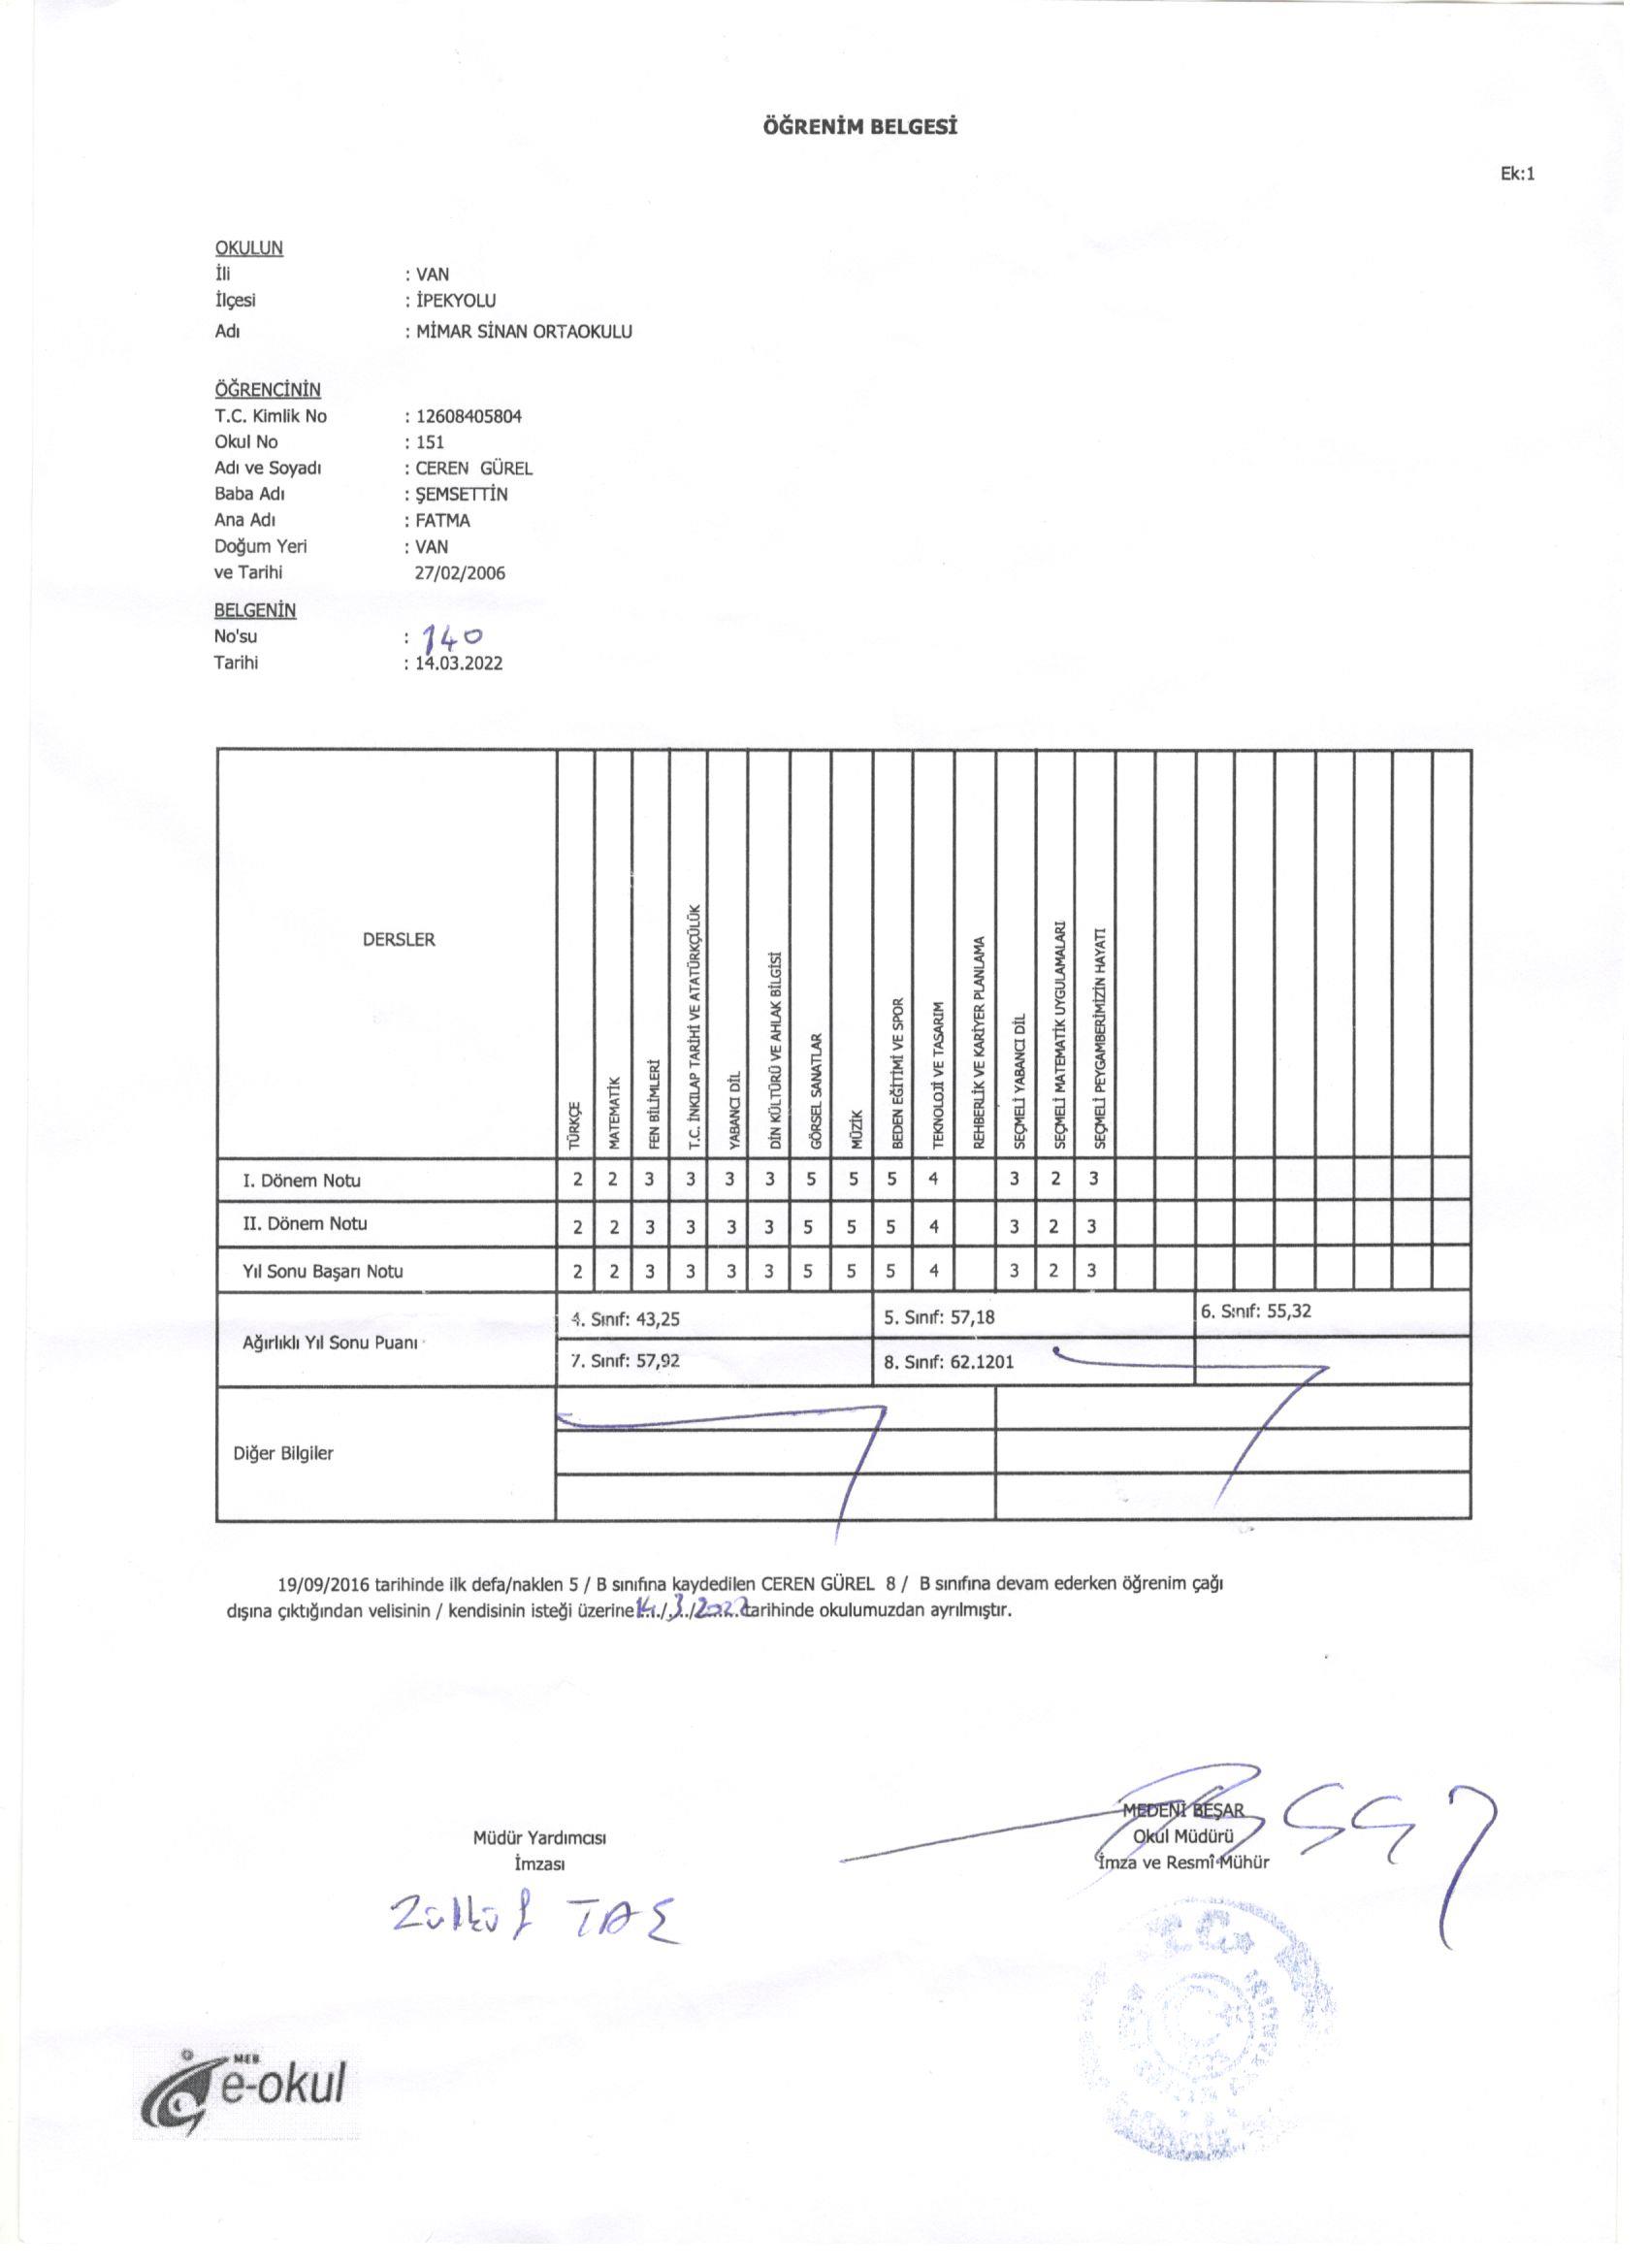 ÖĞRENİM BELGESİ
Ek:1
OKULUN
İli : VAN
İlçesi : İPEKYOLU
Adı : MİMAR SİNAN ORTAOKULU
ÖĞRENCİNİN
T.C. Kimlik No : 12608405804
Okul No : 151
Adı ve Soyadı : CEREN GÜREL
Baba Adı : ŞEMSETTİN
Ana Adı : FATMA
Doğum Yeri : VAN
ve Tarihi 27/02/2006
BELGENİN
No'su : 140
Tarihi : 14.03.2022
DERSLER
TÜRKÇE
MATEMATİK
FEN BİLİMLERİ
T.C. İNKILAP TARİHİ VE ATATÜRKÇÜLÜK
YABANCI DİL
DİN KÜLTÜRÜ VE AHLAK BİLGİSİ
GÖRSEL SANATLAR
MÜZİK
BEDEN EĞİTİMİ VE SPOR
TEKNOLOJİ VE TASARIM
REHBERLİK VE KARİYER PLANLAMA
SEÇMELİ YABANCI DİL
SEÇMELİ MATEMATİK UYGULAMALARI
SEÇMELİ PEYGAMBERİMİZİN HAYATI
I. Dönem Notu 2 2 3 3 3 3 5 5 5 4 3 2 3
II. Dönem Notu 2 2 3 3 3 3 5 5 5 4 3 2 3
Yıl Sonu Başarı Notu 2 2 3 3 3 3 5 5 5 4 3 2 3
Ağırlıklı Yıl Sonu Puanı
4. Sınıf: 43,25 5. Sınıf: 57,18 6. Sınıf: 55,32
7. Sınıf: 57,92 8. Sınıf: 62.1201
Diğer Bilgiler
19/09/2016 tarihinde ilk defa/naklen 5 / B sınıfına kaydedilen CEREN GÜREL 8 / B sınıfına devam ederken öğrenim çağı
dışına çıktığından velisinin / kendisinin isteği üzerine 14/3/2022 tarihinde okulumuzdan ayrılmıştır.
Müdür Yardımcısı
İmzası
Zülküf TAŞ
MEDENİ BEŞAR
Okul Müdürü
İmza ve Resmî Mühür
T.C.
MEB
e-okul